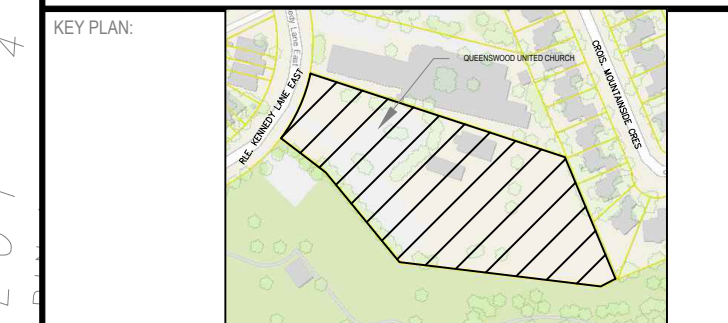 KEY PLAN:
QUEENSWOOD UNITED CHURCH
RLE. KENNEDY LANE EAST
CROIS. MOUNTAINSIDE CRES